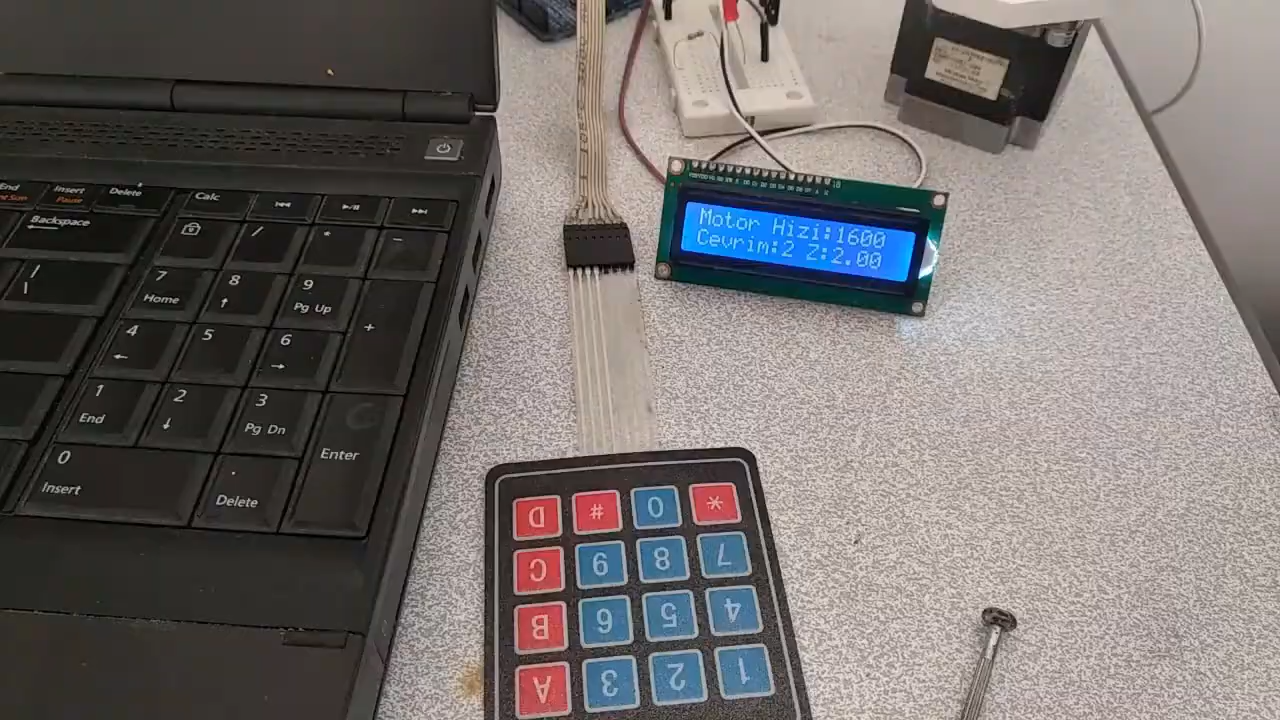 Motor Hizi:1600
Cevrim:2 Z:2.00
End
Insert
Pause
Delete
Calc
Backspace
/
*
-
|
\
7
Home
8
9
Pg Up
+
4
5
6
1
End
2
3
Pg Dn
Enter
0
Insert
Delete
D # 0 *
C 9 8 7
B 6 5 4
A 3 2 1